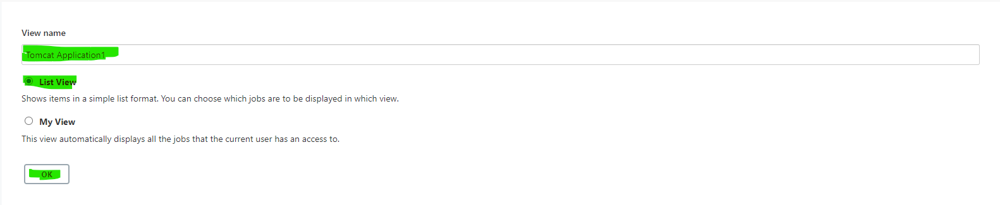 View name
Tomcat Application1
List View
Shows items in a simple list format. You can choose which jobs are to be displayed in which view.
My View
This view automatically displays all the jobs that the current user has an access to.
OK